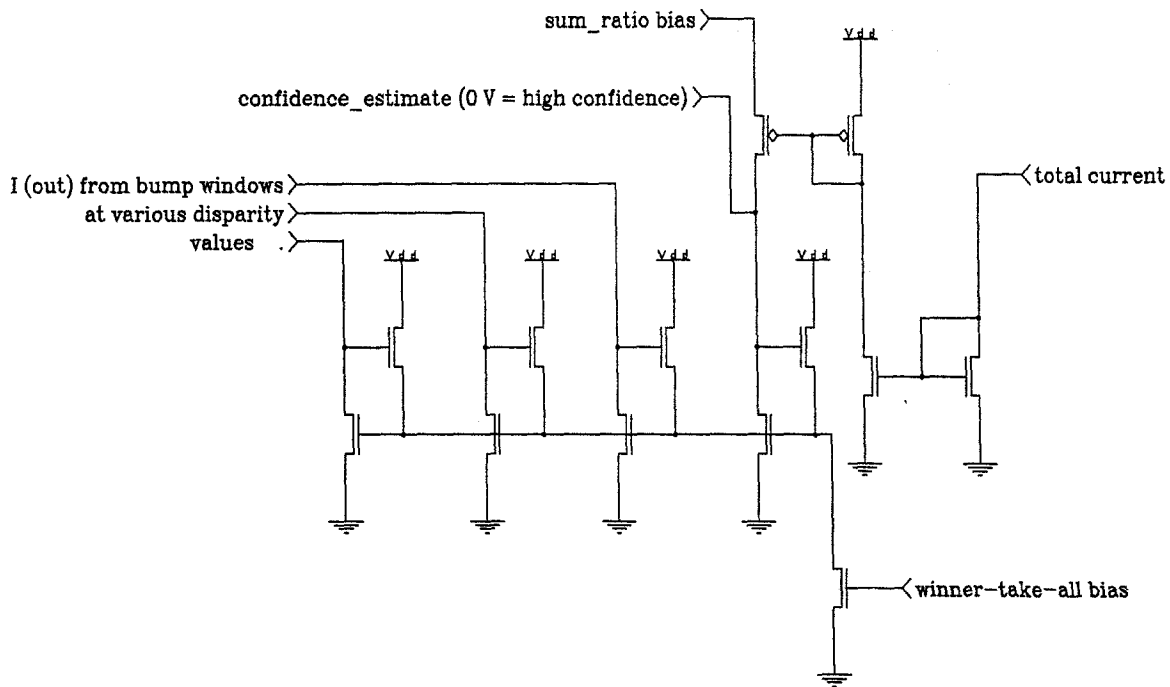 sum_ratio bias
Vdd
confidence_estimate (0 V = high confidence)
I (out) from bump windows
at various disparity
values
total current
Vdd
Vdd
Vdd
Vdd
winner-take-all bias